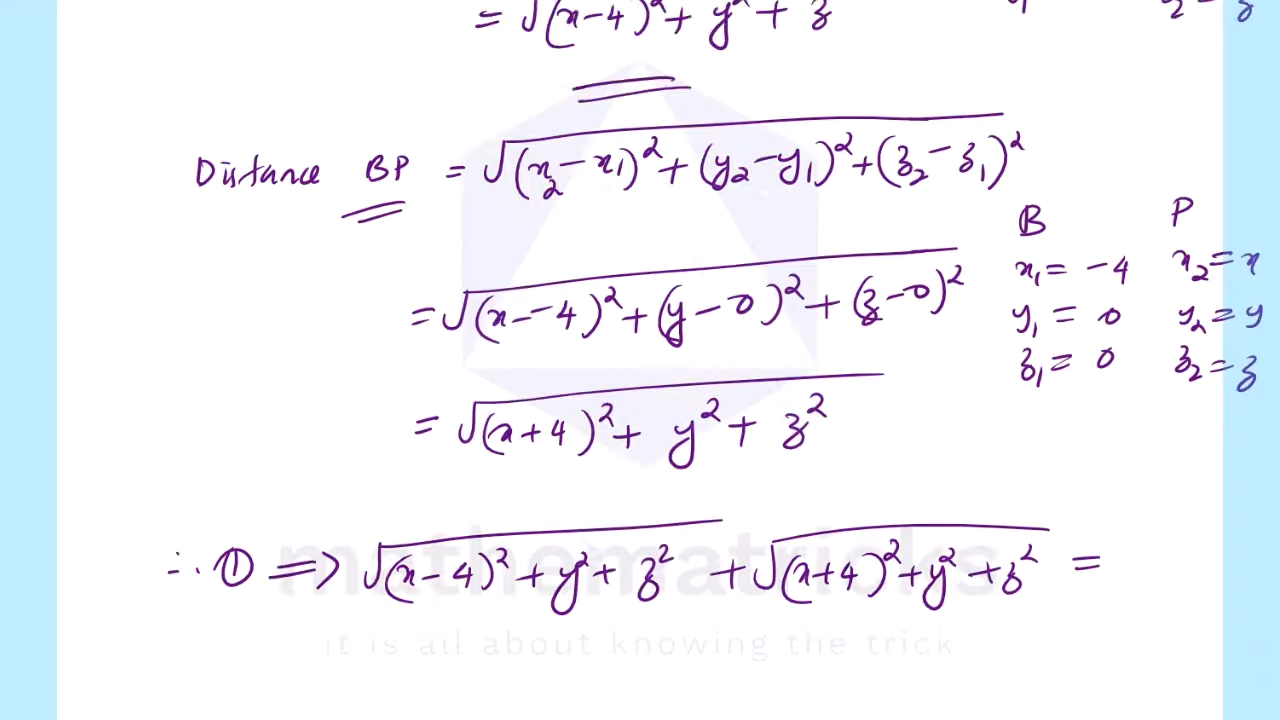 = √(x-4)² + y² + z
Distance BP = √(x₂-x₁)² + (y₂-y₁)² + (z₂-z₁)²
B P
x₁ = -4 x₂ = x
= √(x--4)² + (y-0)² + (z-0)²
y₁ = 0 y₂ = y
z₁ = 0 z₂ = z
= √(x+4)² + y² + z²
∴ ① ⇒ √(x-4)² + y² + z² + √(x+4)² + y² + z² =
mathematricks
it is all about knowing the trick